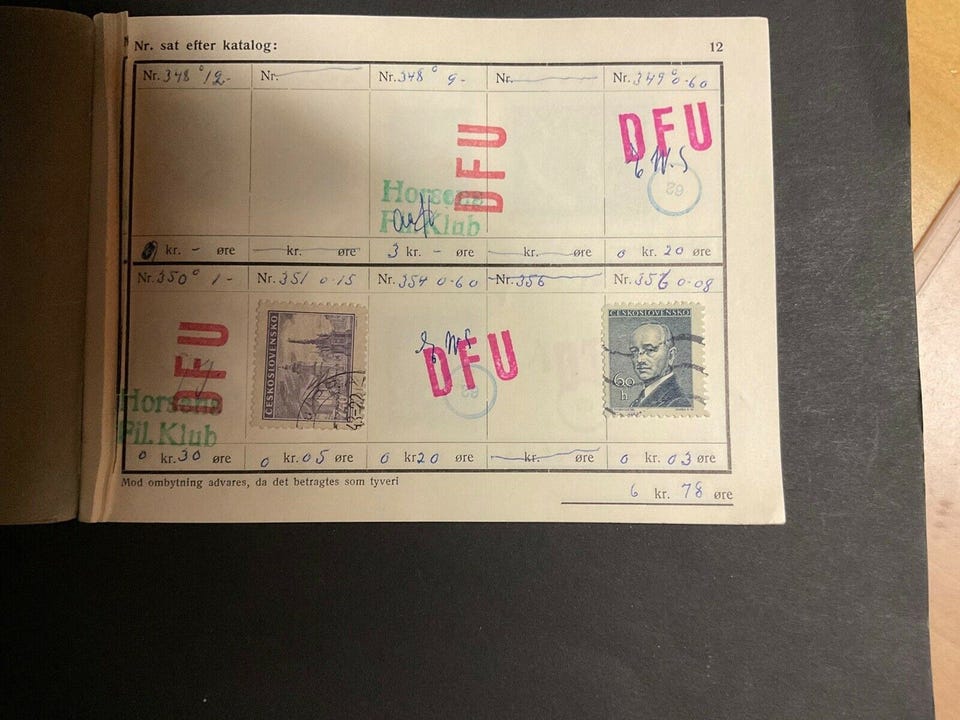 Nr. sat efter katalog: 12
Nr. 348° 12- Nr. Nr. 348° 9- Nr. Nr. 349° 0-60
DFU
DFU
62
Horsens
Fil. Klub
kr. - øre kr. øre 3 kr. - øre kr. øre 0 kr. 20 øre
Nr. 350° 1- Nr. 351 0-15 Nr. 354 0-60 Nr. 356 Nr. 356 0-08
DFU
ČESKOSLOVENSKO
DFU
62
ČESKOSLOVENSKO
60
h
Horsens
Fil. Klub
0 kr. 30 øre 0 kr. 05 øre 0 kr 20 øre kr. øre 0 kr. 03 øre
Mod ombytning advares, da det betragtes som tyveri
6 kr. 78 øre